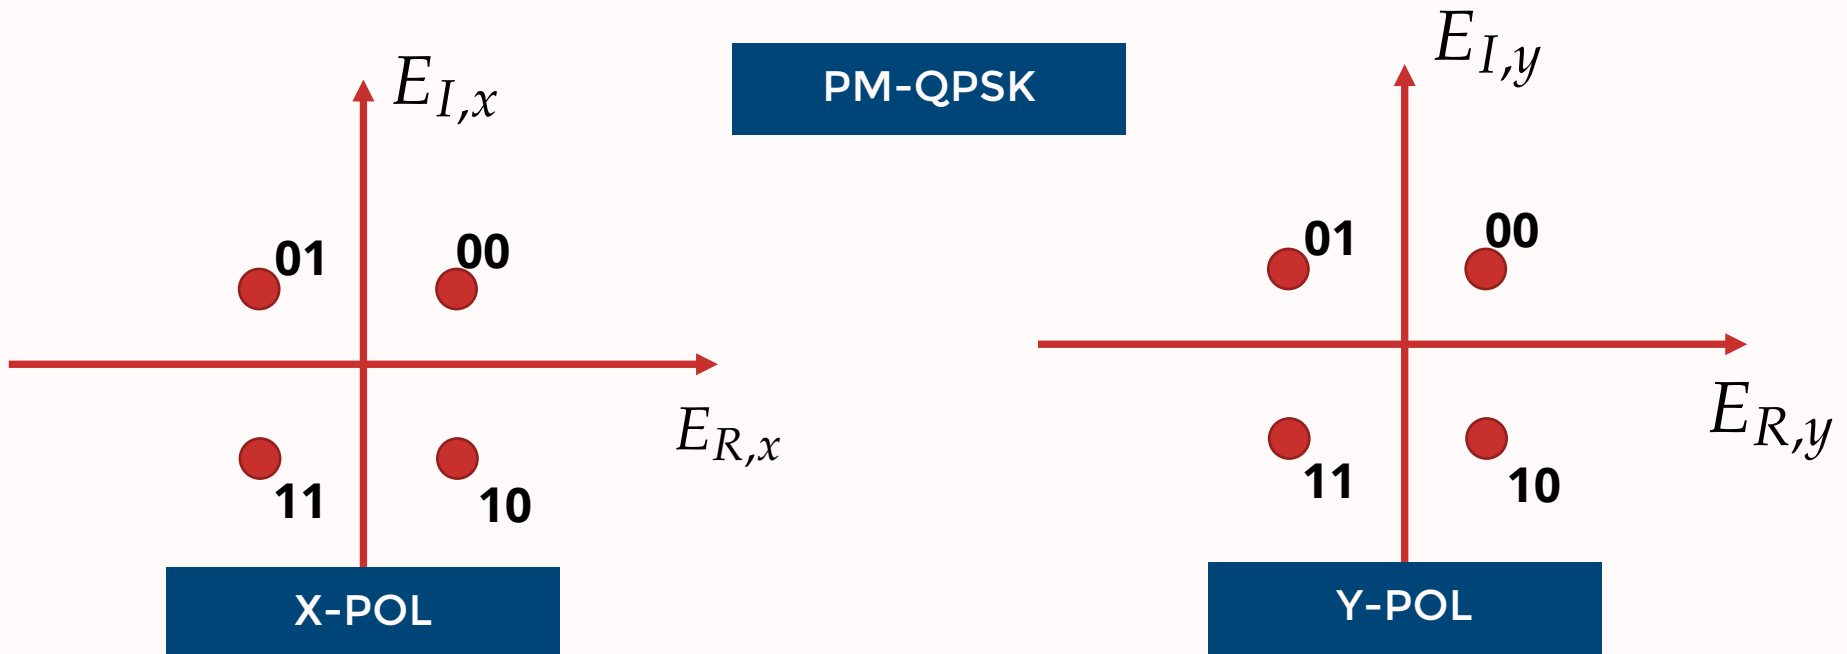 PM-QPSK
E_{I,x}
01 00
E_{R,x}
11 10
X-POL
E_{I,y}
01 00
E_{R,y}
11 10
Y-POL